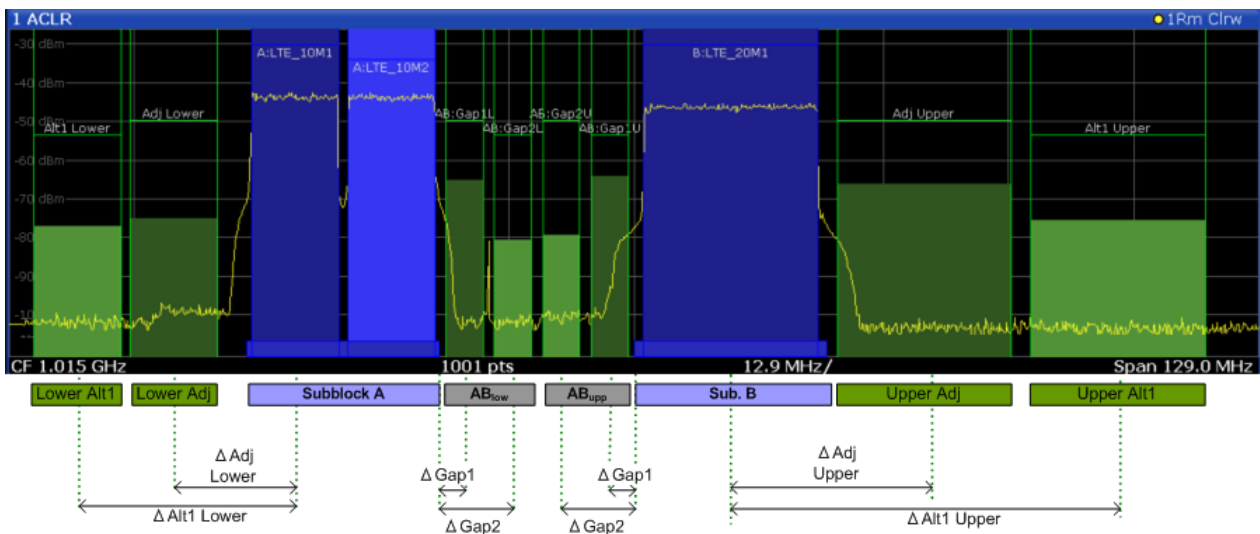 1 ACLR
1Rm Clrw
-30 dBm
A:LTE_10M1
B:LTE_20M1
A:LTE_10M2
-40 dBm
Adj Lower
AB:Gap1L
AB:Gap2U
Adj Upper
-50 dBm
Alt1 Lower
AB:Gap2L
AB:Gap1U
Alt1 Upper
-60 dBm
-70 dBm
-80
-90
-10
CF 1.015 GHz
1001 pts
12.9 MHz/
Span 129.0 MHz
Lower Alt1
Lower Adj
Subblock A
ABlow
ABupp
Sub. B
Upper Adj
Upper Alt1
Δ Adj
Lower
Δ Gap1
Δ Gap1
Δ Adj
Upper
Δ Alt1 Lower
Δ Gap2
Δ Gap2
Δ Alt1 Upper